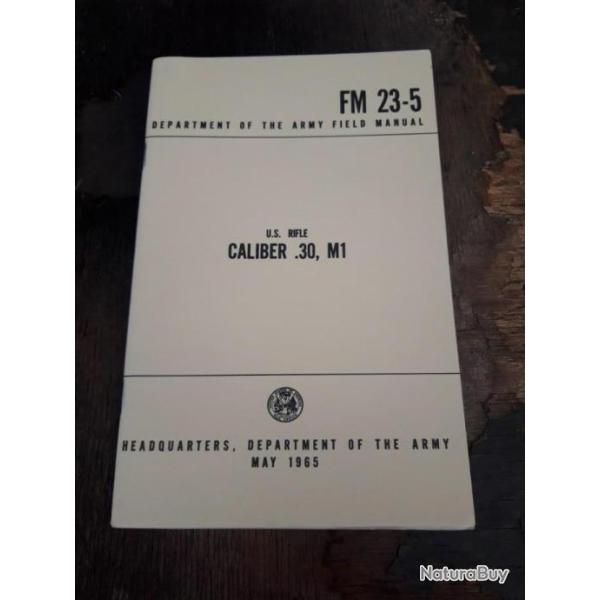 FM 23-5
DEPARTMENT OF THE ARMY FIELD MANUAL
U.S. RIFLE
CALIBER .30, M1
HEADQUARTERS, DEPARTMENT OF THE ARMY
MAY 1965
NaturaBuy